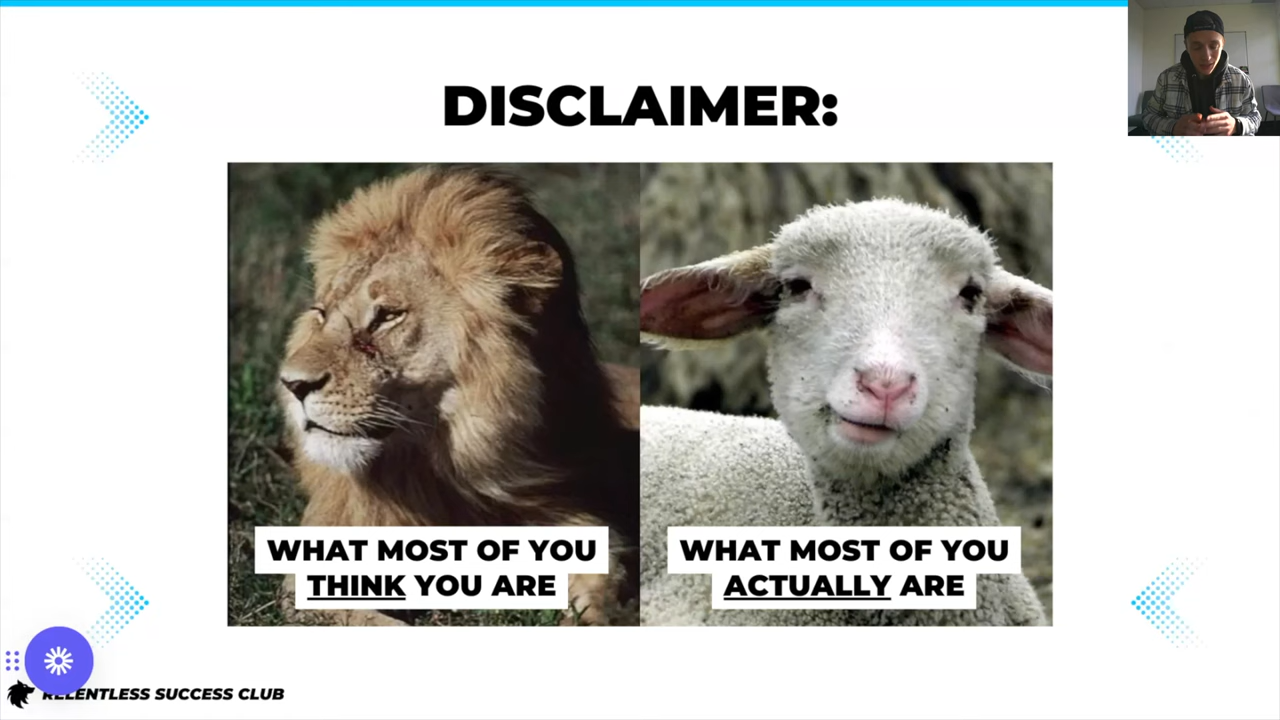 DISCLAIMER:
WHAT MOST OF YOU
THINK YOU ARE
WHAT MOST OF YOU
ACTUALLY ARE
RELENTLESS SUCCESS CLUB